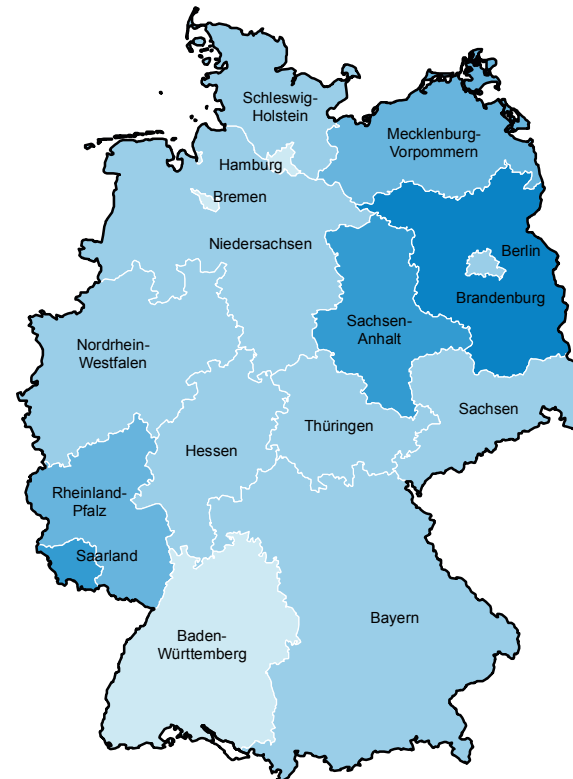 Schleswig-
Holstein
Mecklenburg-
Vorpommern
Hamburg
Bremen
Niedersachsen
Berlin
Brandenburg
Sachsen-
Anhalt
Nordrhein-
Westfalen
Sachsen
Thüringen
Hessen
Rheinland-
Pfalz
Saarland
Bayern
Baden-
Württemberg